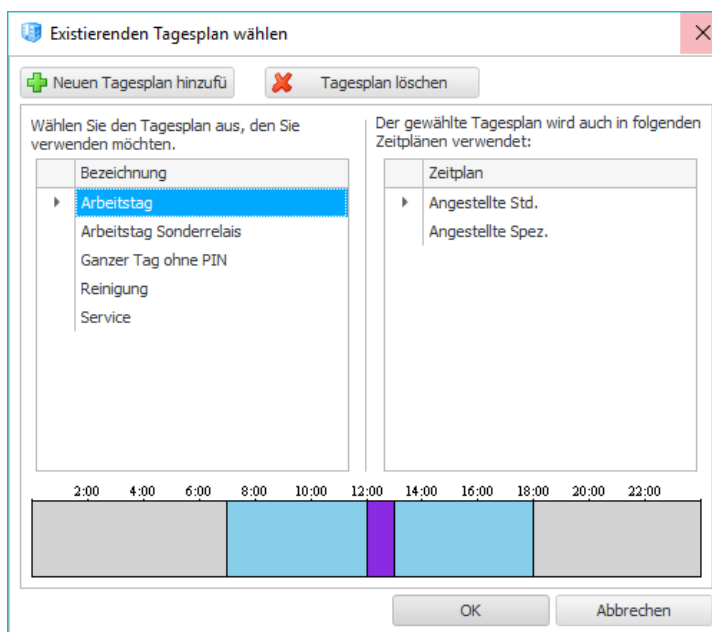 Existierenden Tagesplan wählen
Neuen Tagesplan hinzufü
Tagesplan löschen
Wählen Sie den Tagesplan aus, den Sie
verwenden möchten.
Der gewählte Tagesplan wird auch in folgenden
Zeitplänen verwendet:
Bezeichnung
Arbeitstag
Arbeitstag Sonderrelais
Ganzer Tag ohne PIN
Reinigung
Service
Zeitplan
Angestellte Std.
Angestellte Spez.
2:00 4:00 6:00 8:00 10:00 12:00 14:00 16:00 18:00 20:00 22:00
OK
Abbrechen